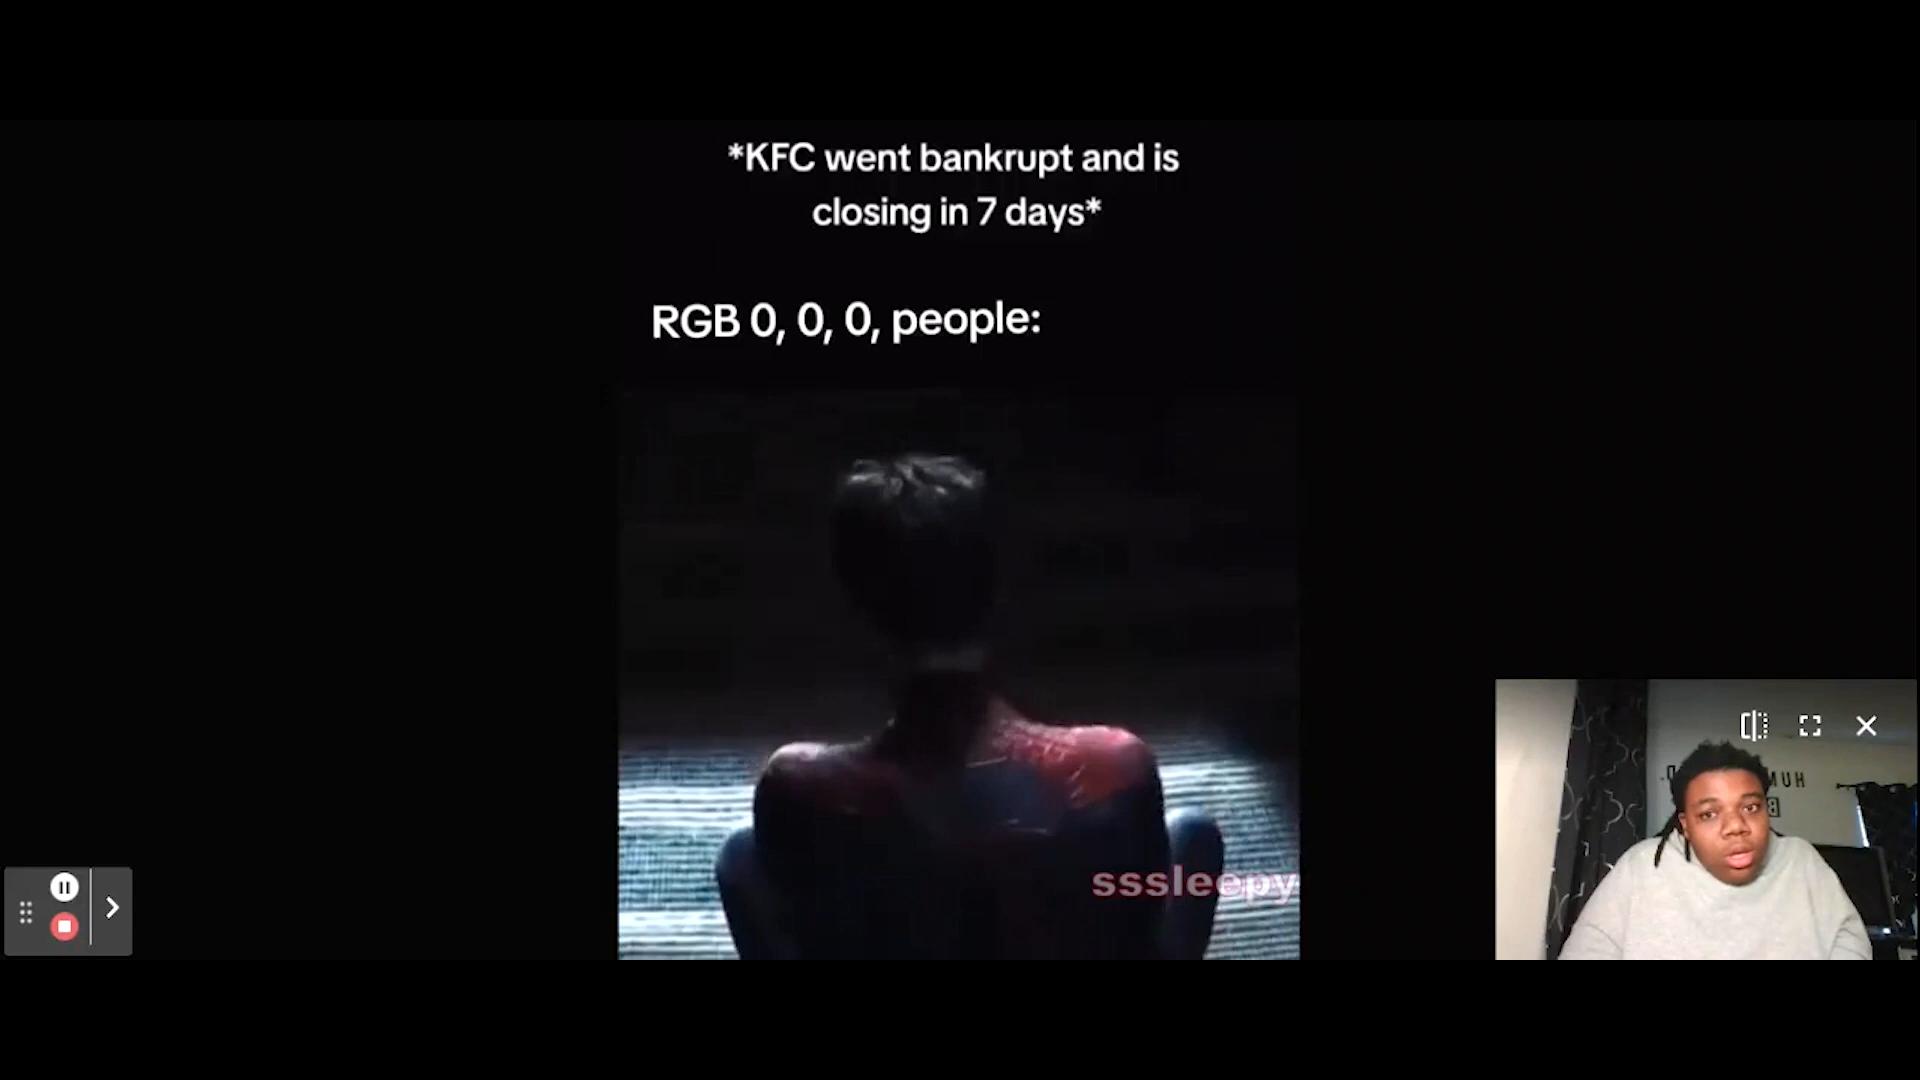 *KFC went bankrupt and is
closing in 7 days*
RGB 0, 0, 0, people:
sssleepy